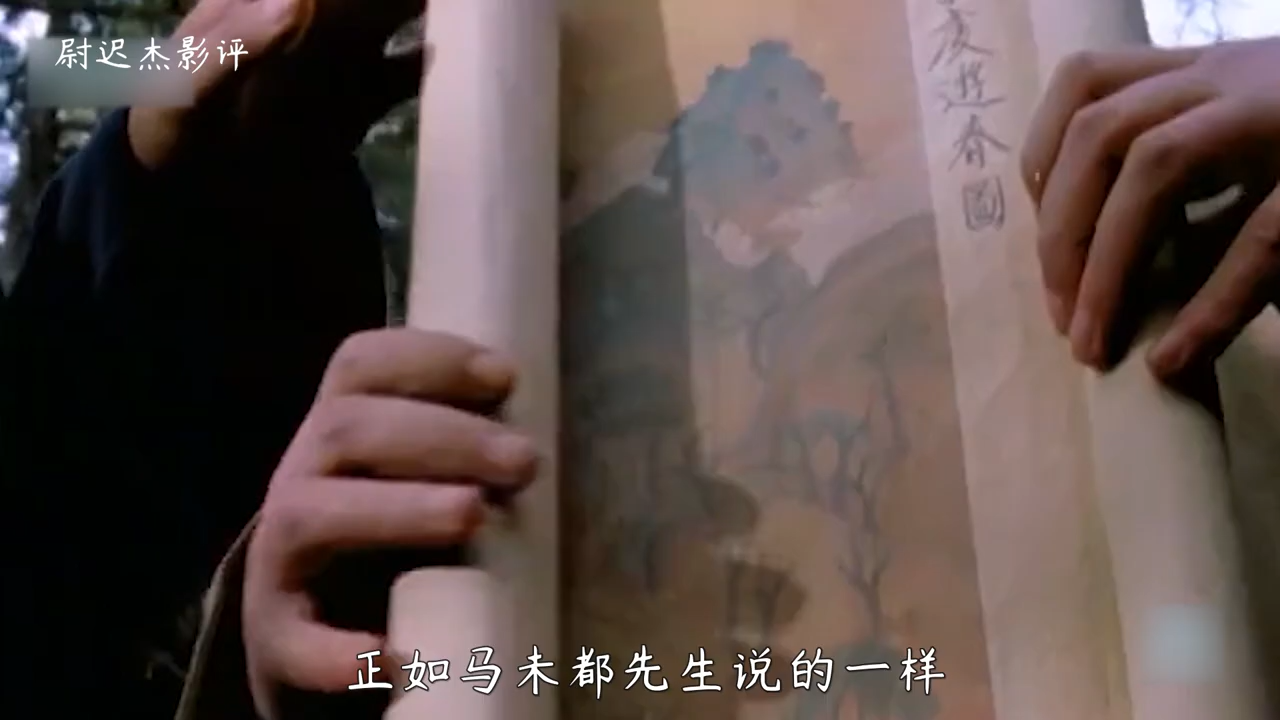 尉迟杰影评
遊春圖
正如马未都先生说的一样